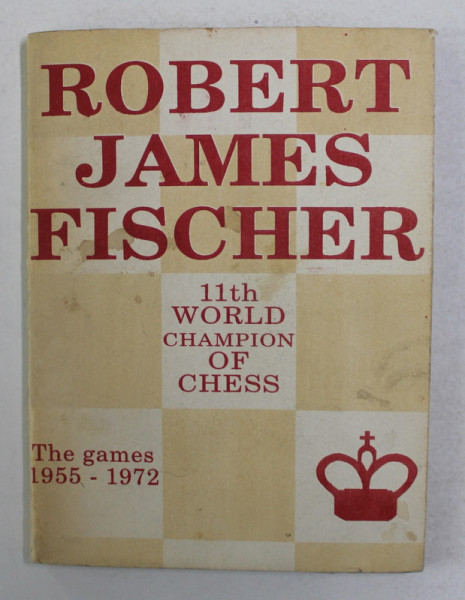 ROBERT
JAMES
FISCHER
11th
WORLD
CHAMPION
OF
CHESS
The games
1955 - 1972